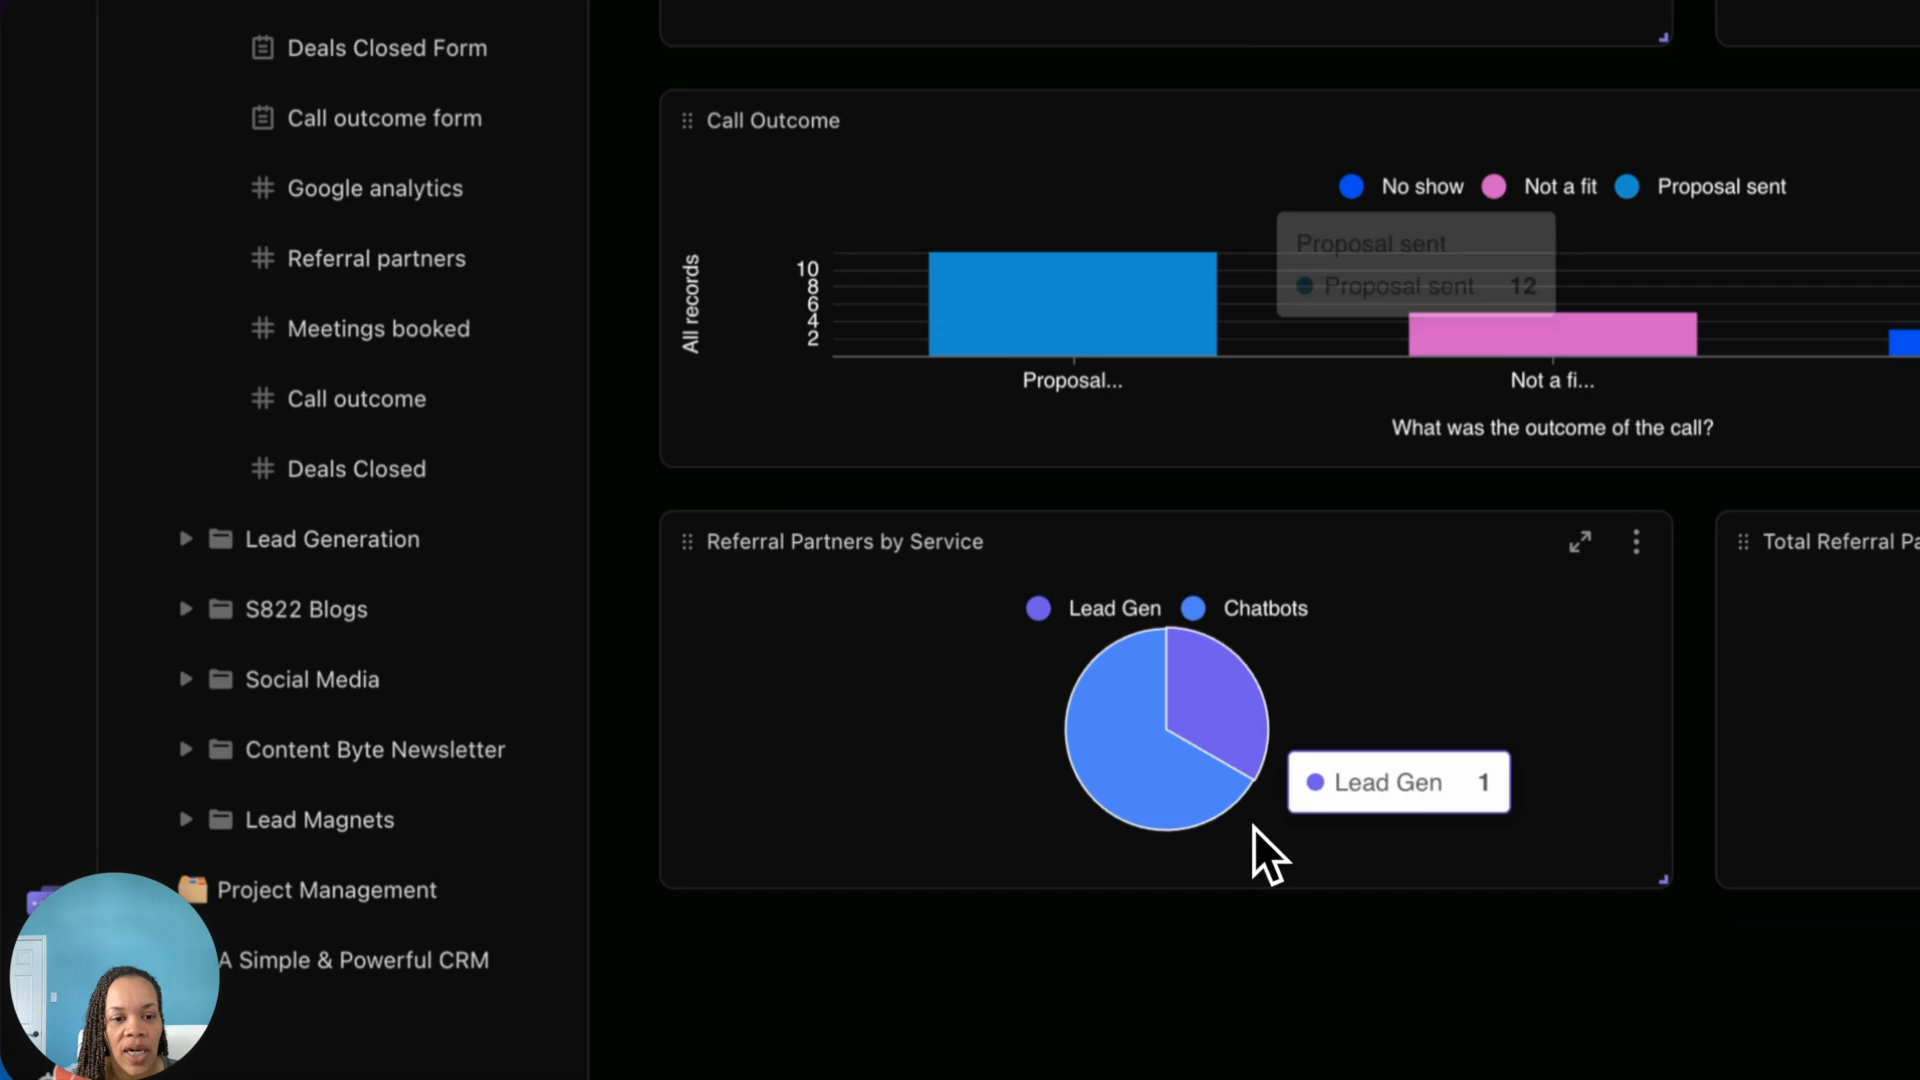 Deals Closed Form
Call outcome form
Google analytics
Referral partners
Meetings booked
Call outcome
Deals Closed
Lead Generation
S822 Blogs
Social Media
Content Byte Newsletter
Lead Magnets
Project Management
A Simple & Powerful CRM
Call Outcome
No show
Not a fit
Proposal sent
Proposal sent
Proposal sent 12
All records
10
8
6
4
2
Proposal...
Not a fi...
What was the outcome of the call?
Referral Partners by Service
Lead Gen
Chatbots
Lead Gen 1
Total Referral Pa